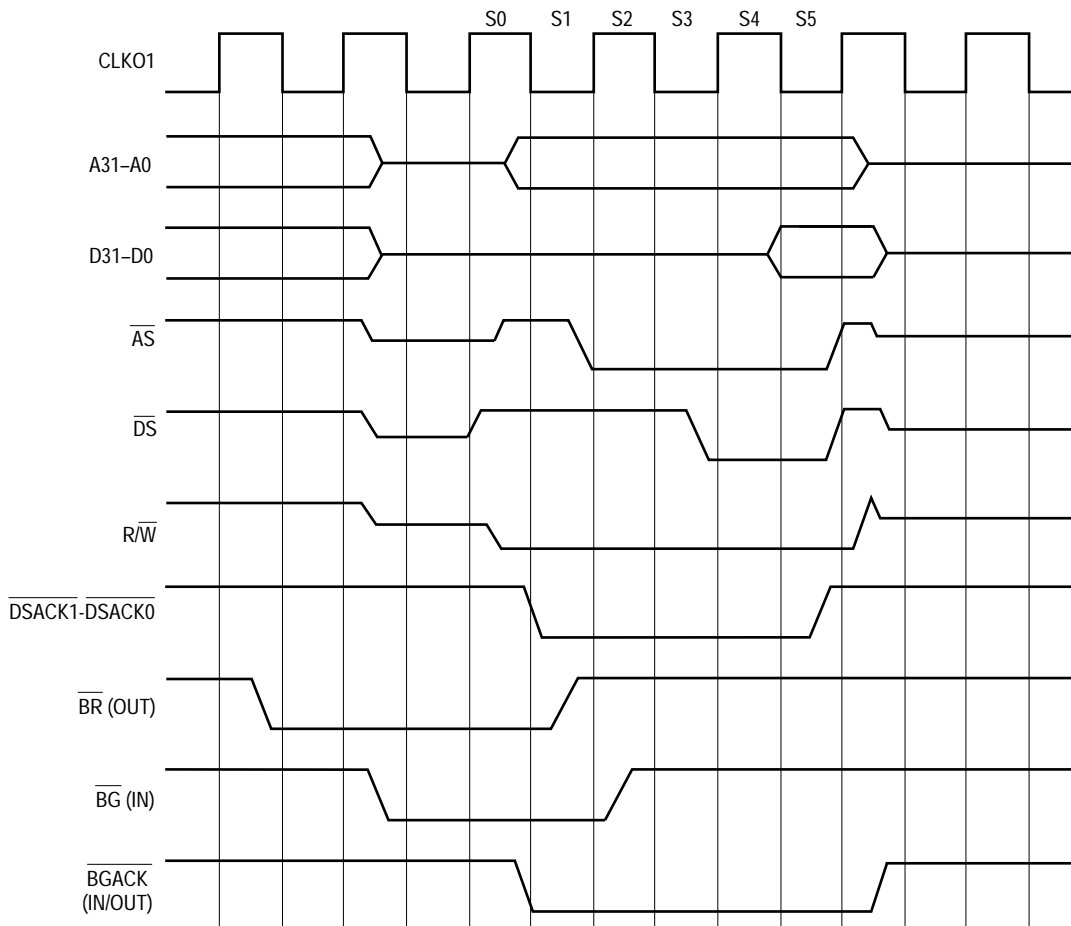 S0 S1 S2 S3 S4 S5
CLKO1
A31–A0
D31–D0
AS
DS
R/W
DSACK1-DSACK0
BR (OUT)
BG (IN)
BGACK
(IN/OUT)